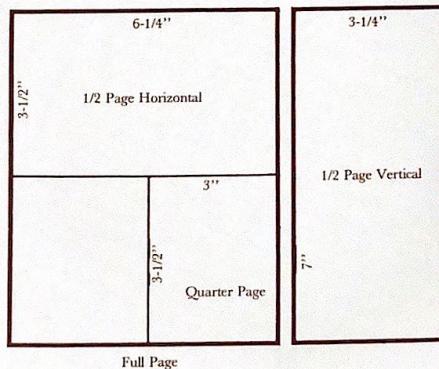 6-1/4”
3-1/2”
1/2 Page Horizontal
3”
3-1/2”
Quarter Page
Full Page
3-1/4”
1/2 Page Vertical
7”